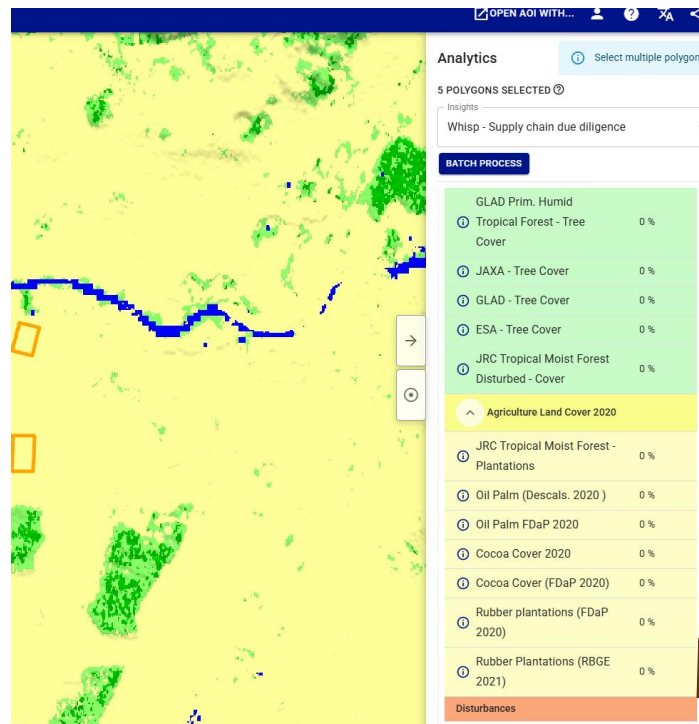 OPEN AOI WITH...
Analytics
Select multiple polygon
5 POLYGONS SELECTED
Insights
Whisp - Supply chain due diligence
BATCH PROCESS
GLAD Prim. Humid
Tropical Forest - Tree 0 %
Cover
JAXA - Tree Cover 0 %
GLAD - Tree Cover 0 %
ESA - Tree Cover 0 %
JRC Tropical Moist Forest
Disturbed - Cover 0 %
Agriculture Land Cover 2020
JRC Tropical Moist Forest -
Plantations 0 %
Oil Palm (Descals. 2020 ) 0 %
Oil Palm FDaP 2020 0 %
Cocoa Cover 2020 0 %
Cocoa Cover (FDaP 2020) 0 %
Rubber plantations (FDaP
2020) 0 %
Rubber Plantations (RBGE
2021) 0 %
Disturbances